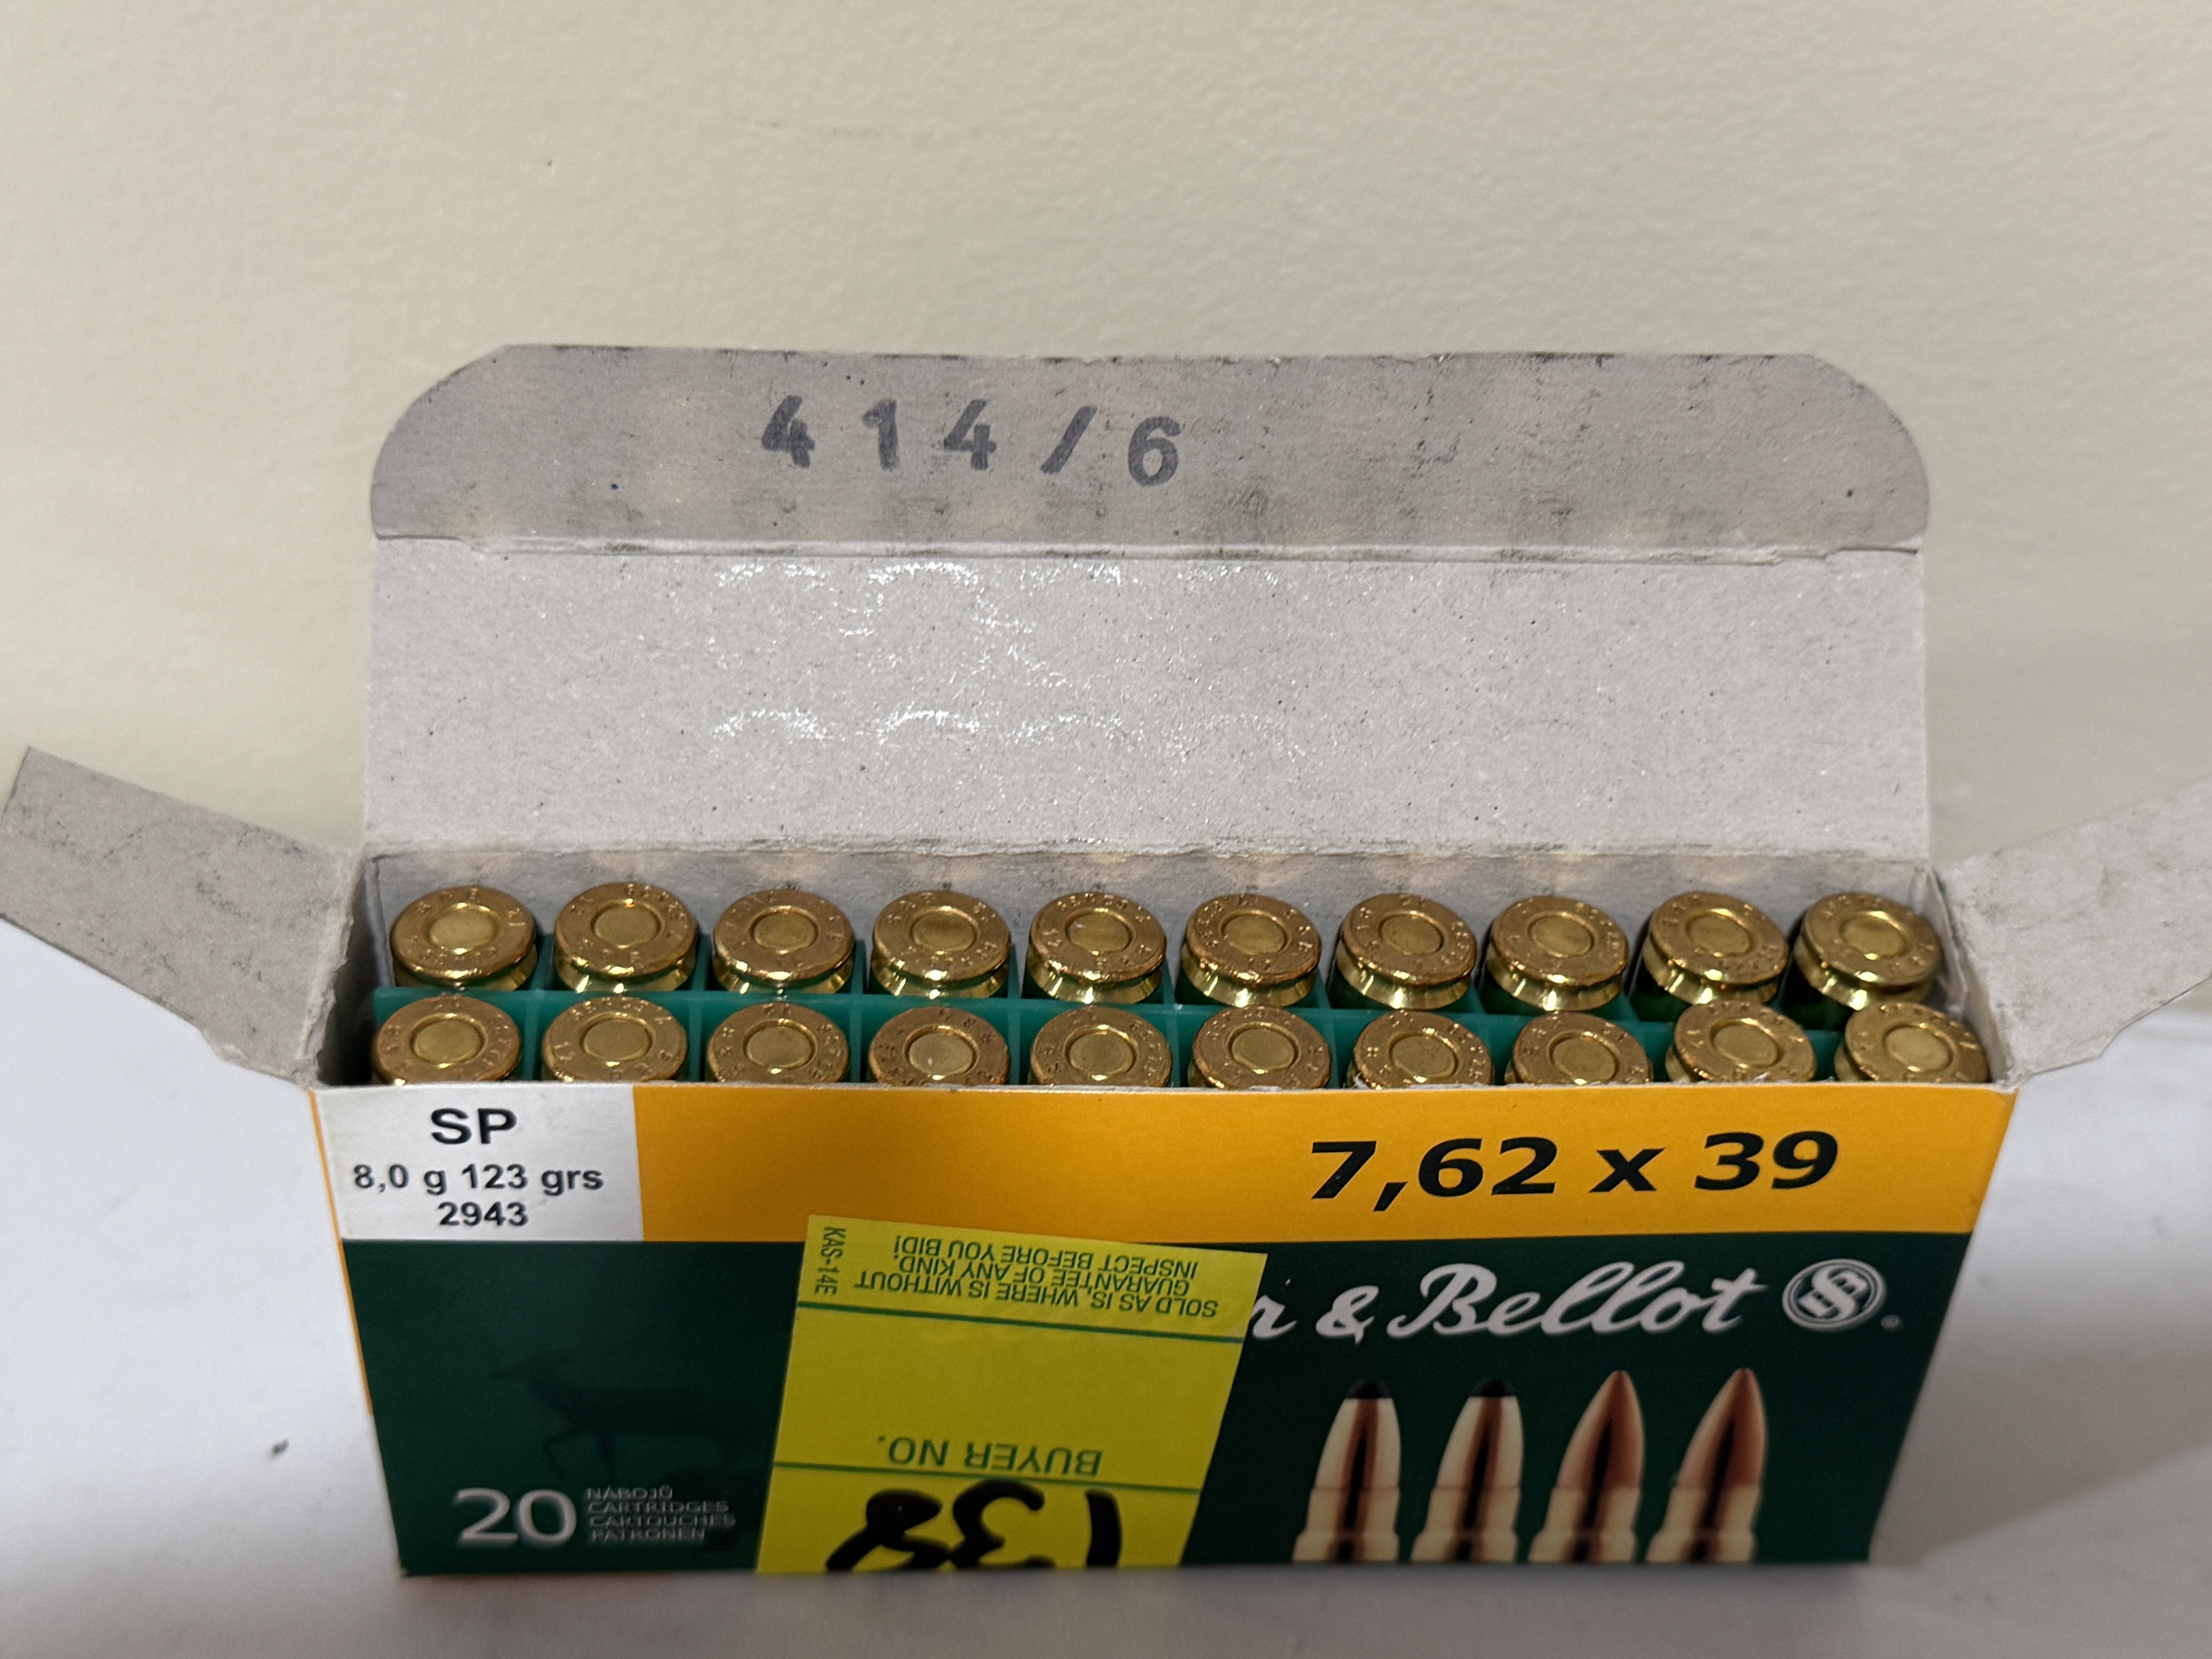 414/6
SP
8,0 g 123 grs
2943
7,62 x 39
KAS-14E
SOLD AS IS, WHERE IS WITHOUT
GUARANTEE OF ANY KIND.
INSPECT BEFORE YOU BID!
& Bellot
BUYER NO.
138
20
NÁBOJŮ
CARTRIDGES
CARTOUCHES
PATRONEN